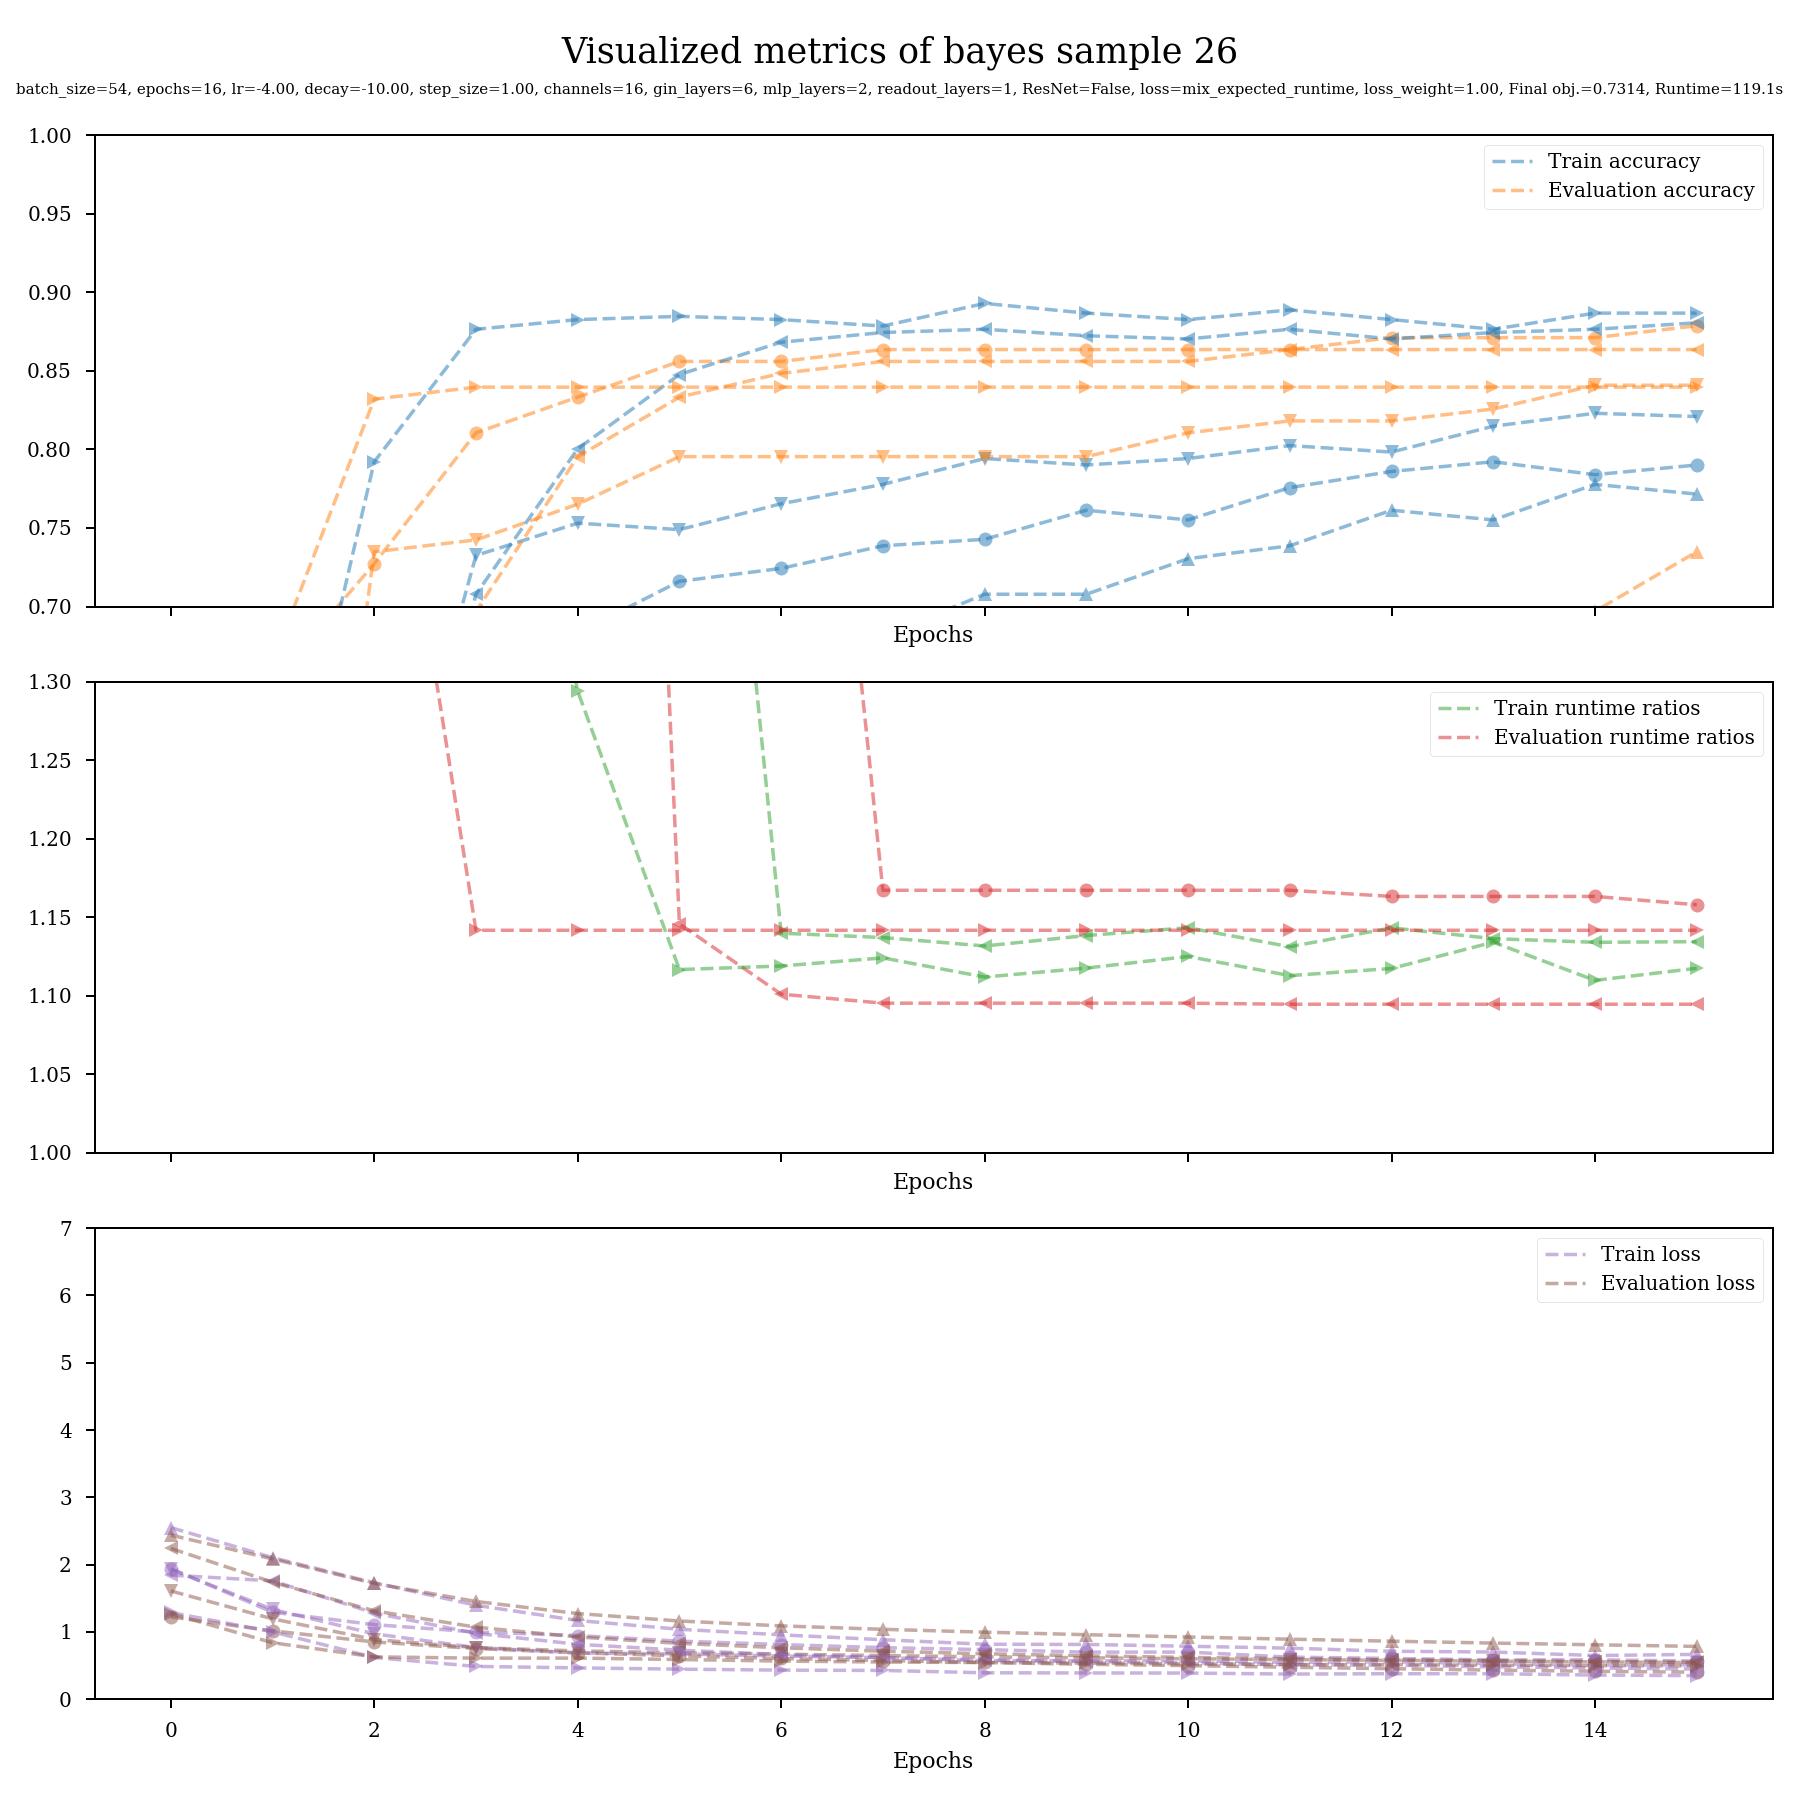 Visualized metrics of bayes sample 26
batch_size=54, epochs=16, lr=-4.00, decay=-10.00, step_size=1.00, channels=16, gin_layers=6, mlp_layers=2, readout_layers=1, ResNet=False, loss=mix_expected_runtime, loss_weight=1.00, Final obj.=0.7314, Runtime=119.1s
1.00
0.95
0.90
0.85
0.80
0.75
0.70
Train accuracy
Evaluation accuracy
Epochs
1.30
1.25
1.20
1.15
1.10
1.05
1.00
Train runtime ratios
Evaluation runtime ratios
Epochs
7
6
5
4
3
2
1
0
Train loss
Evaluation loss
0 2 4 6 8 10 12 14
Epochs